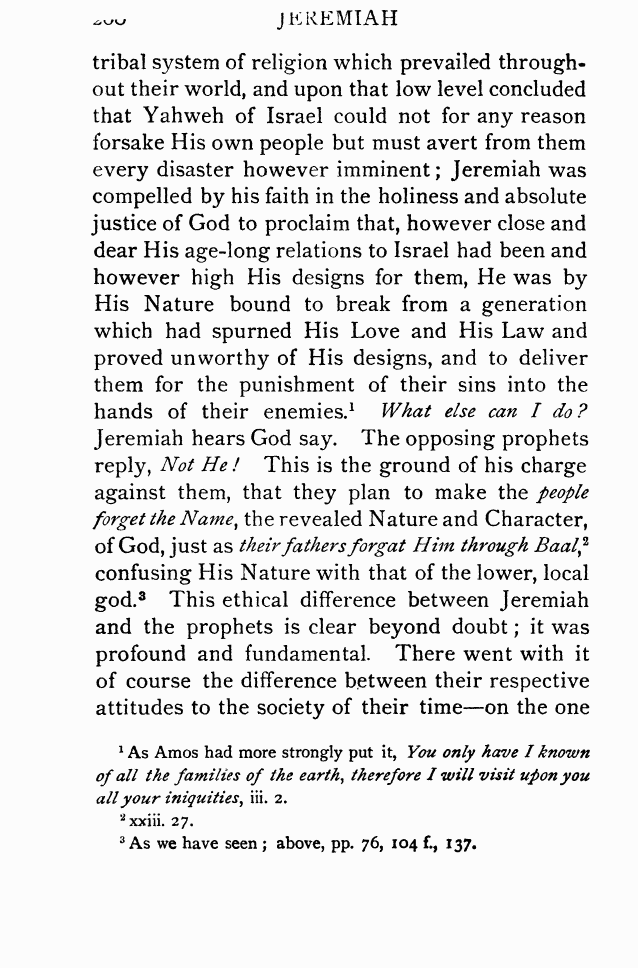 JEREMIAH
tribal system of religion which prevailed through-
out their world, and upon that low level concluded
that Yahweh of Israel could not for any reason
forsake His own people but must avert from them
every disaster however imminent ; Jeremiah was
compelled by his faith in the holiness and absolute
justice of God to proclaim that, however close and
dear His age-long relations to Israel had been and
however high His designs for them, He was by
His Nature bound to break from a generation
which had spurned His Love and His Law and
proved unworthy of His designs, and to deliver
them for the punishment of their sins into the
hands of their enemies.¹ What else can I do?
Jeremiah hears God say. The opposing prophets
reply, Not He! This is the ground of his charge
against them, that they plan to make the people
forget the Name, the revealed Nature and Character,
of God, just as their fathers forgat Him through Baal,²
confusing His Nature with that of the lower, local
god.³ This ethical difference between Jeremiah
and the prophets is clear beyond doubt ; it was
profound and fundamental. There went with it
of course the difference between their respective
attitudes to the society of their time—on the one
¹ As Amos had more strongly put it, You only have I known
of all the families of the earth, therefore I will visit upon you
all your iniquities, iii. 2.
² xxiii. 27.
³ As we have seen ; above, pp. 76, 104 f., 137.